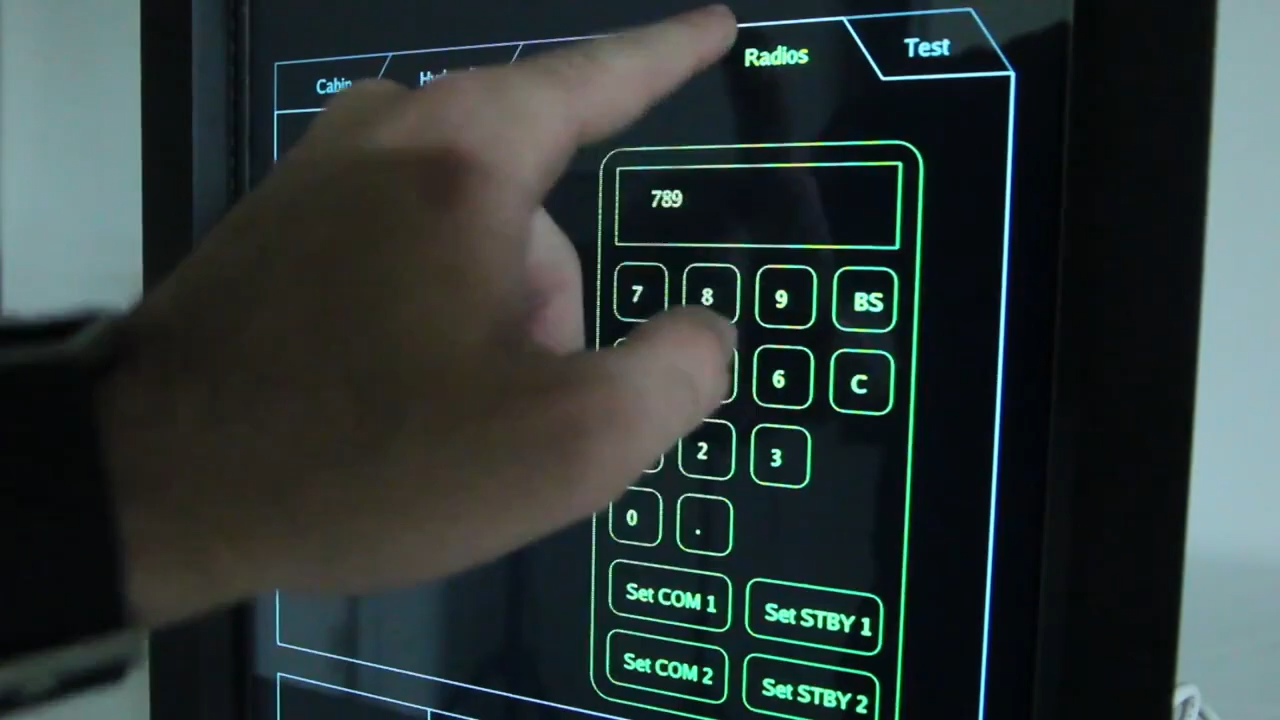 Cabin Radios Test
789
7 8 9 BS
6 C
2 3
0 .
Set COM 1 Set STBY 1
Set COM 2 Set STBY 2